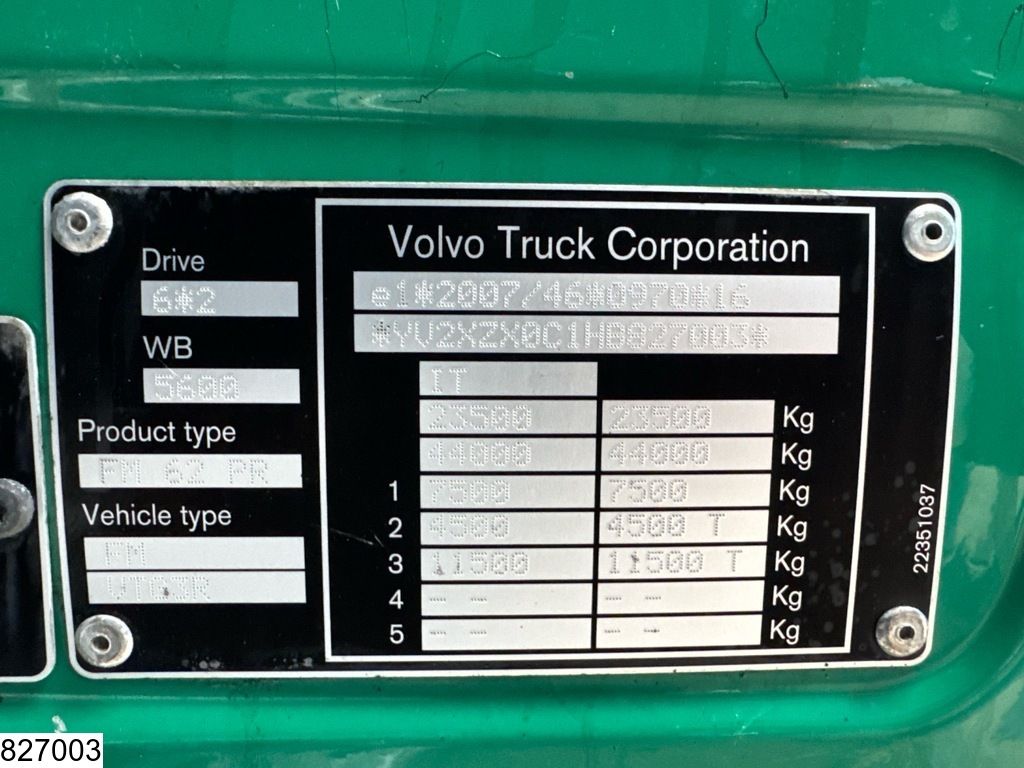 Drive
6*2
WB
5600
Product type
FM 62 PR
Vehicle type
FM
VTC3R
Volvo Truck Corporation
e1*2007/46*0970*16
*YV2XZX0C1HB827003*
IT
23500 23500 Kg
44000 44000 Kg
1 7500 7500 Kg
2 4500 4500 T Kg
3 11500 11500 T Kg
4 -- -- -- -- Kg
5 -- -- -- -- Kg
22351037
827003